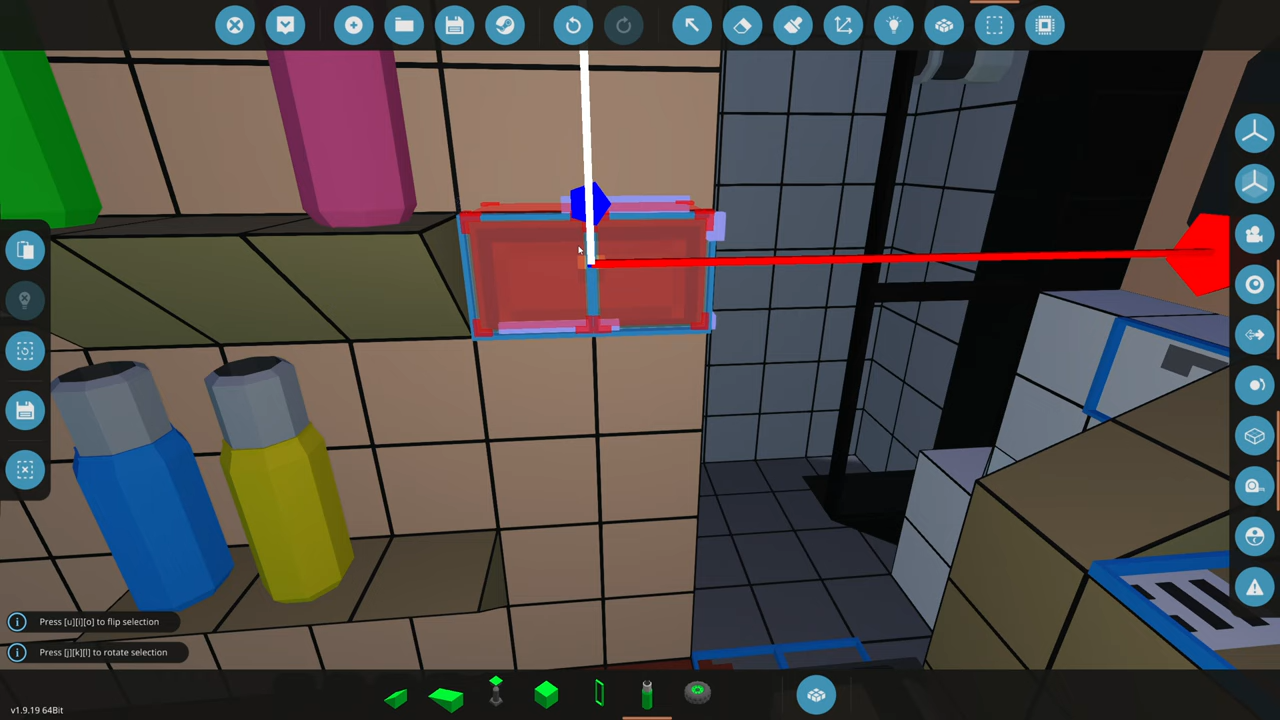 Press [u][i][o] to flip selection
Press [j][k][l] to rotate selection
v1.9.19 64Bit